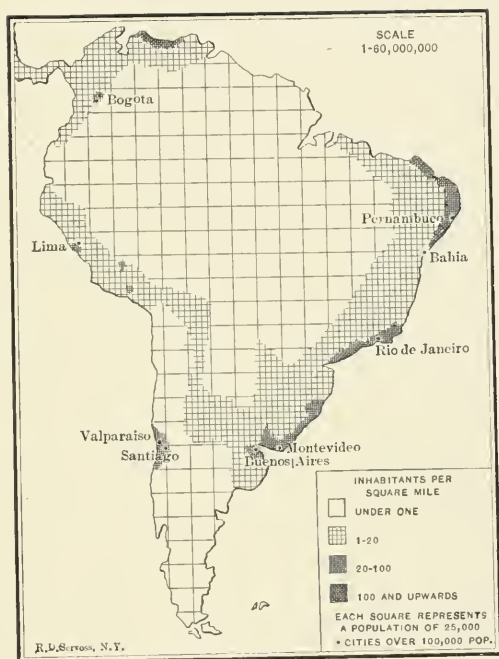 SCALE
1-60,000,000
Bogota
Pernambuco
Lima
Bahia
Rio de Janeiro
Valparaiso
Santiago
Montevideo
Buenos Aires
INHABITANTS PER
SQUARE MILE
UNDER ONE
1-20
20-100
100 AND UPWARDS
EACH SQUARE REPRESENTS
A POPULATION OF 25,000
• CITIES OVER 100,000 POP.
R.D. Servoss, N.Y.